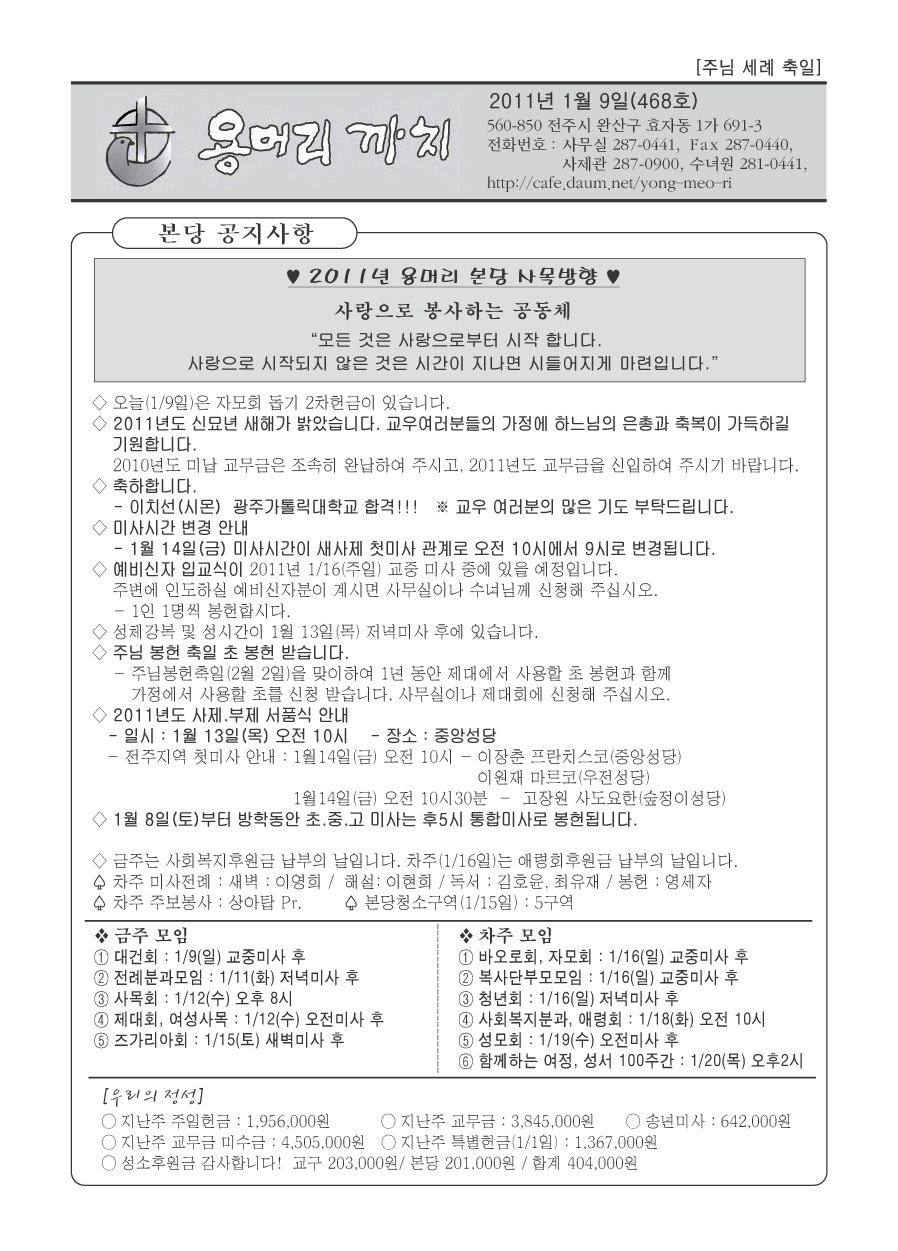 [주님 세례 축일]
용머리 까치
2011년 1월 9일(468호)
560-850 전주시 완산구 효자동 1가 691-3
전화번호 : 사무실 287-0441, Fax 287-0440,
사제관 287-0900, 수녀원 281-0441,
http://cafe.daum.net/yong-meo-ri
본당 공지사항
♥ 2011년 용머리 본당 사목방향 ♥
사랑으로 봉사하는 공동체
“모든 것은 사랑으로부터 시작 합니다.
사랑으로 시작되지 않은 것은 시간이 지나면 시들어지게 마련입니다.”
◇ 오늘(1/9일)은 자모회 돕기 2차헌금이 있습니다.
◇ 2011년도 신묘년 새해가 밝았습니다. 교우여러분들의 가정에 하느님의 은총과 축복이 가득하길
기원합니다.
2010년도 미납 교무금은 조속히 완납하여 주시고, 2011년도 교무금을 신입하여 주시기 바랍니다.
◇ 축하합니다.
- 이치선(시몬) 광주가톨릭대학교 합격!!! ※ 교우 여러분의 많은 기도 부탁드립니다.
◇ 미사시간 변경 안내
- 1월 14일(금) 미사시간이 새사제 첫미사 관계로 오전 10시에서 9시로 변경됩니다.
◇ 예비신자 입교식이 2011년 1/16(주일) 교중 미사 중에 있을 예정입니다.
주변에 인도하실 예비신자분이 계시면 사무실이나 수녀님께 신청해 주십시오.
- 1인 1명씩 봉헌합시다.
◇ 성체강복 및 성시간이 1월 13일(목) 저녁미사 후에 있습니다.
◇ 주님 봉헌 축일 초 봉헌 받습니다.
- 주님봉헌축일(2월 2일)을 맞이하여 1년 동안 제대에서 사용할 초 봉헌과 함께
가정에서 사용할 초를 신청 받습니다. 사무실이나 제대회에 신청해 주십시오.
◇ 2011년도 사제.부제 서품식 안내
- 일시 : 1월 13일(목) 오전 10시 - 장소 : 중앙성당
- 전주지역 첫미사 안내 : 1월14일(금) 오전 10시 - 이장춘 프란치스코(중앙성당)
이원재 마르코(우전성당)
1월14일(금) 오전 10시30분 - 고장원 사도요한(숲정이성당)
◇ 1월 8일(토)부터 방학동안 초.중.고 미사는 후5시 통합미사로 봉헌됩니다.
◇ 금주는 사회복지후원금 납부의 날입니다. 차주(1/16일)는 애령회후원금 납부의 날입니다.
♤ 차주 미사전례 : 새벽 : 이영희 / 해설: 이현희 / 독서 : 김호윤, 최유재 / 봉헌 : 영세자
♤ 차주 주보봉사 : 상아탑 Pr. ♤ 본당청소구역(1/15일) : 5구역
❖ 금주 모임
① 대건회 : 1/9(일) 교중미사 후
② 전례분과모임 : 1/11(화) 저녁미사 후
③ 사목회 : 1/12(수) 오후 8시
④ 제대회, 여성사목 : 1/12(수) 오전미사 후
⑤ 즈가리아회 : 1/15(토) 새벽미사 후
❖ 차주 모임
① 바오로회, 자모회 : 1/16(일) 교중미사 후
② 복사단부모모임 : 1/16(일) 교중미사 후
③ 청년회 : 1/16(일) 저녁미사 후
④ 사회복지분과, 애령회 : 1/18(화) 오전 10시
⑤ 성모회 : 1/19(수) 오전미사 후
⑥ 함께하는 여정, 성서 100주간 : 1/20(목) 오후2시
[우리의 정성]
○ 지난주 주일헌금 : 1,956,000원 ○ 지난주 교무금 : 3,845,000원 ○ 송년미사 : 642,000원
○ 지난주 교무금 미수금 : 4,505,000원 ○ 지난주 특별헌금(1/1일) : 1,367,000원
○ 성소후원금 감사합니다! 교구 203,000원/ 본당 201,000원 / 합계 404,000원